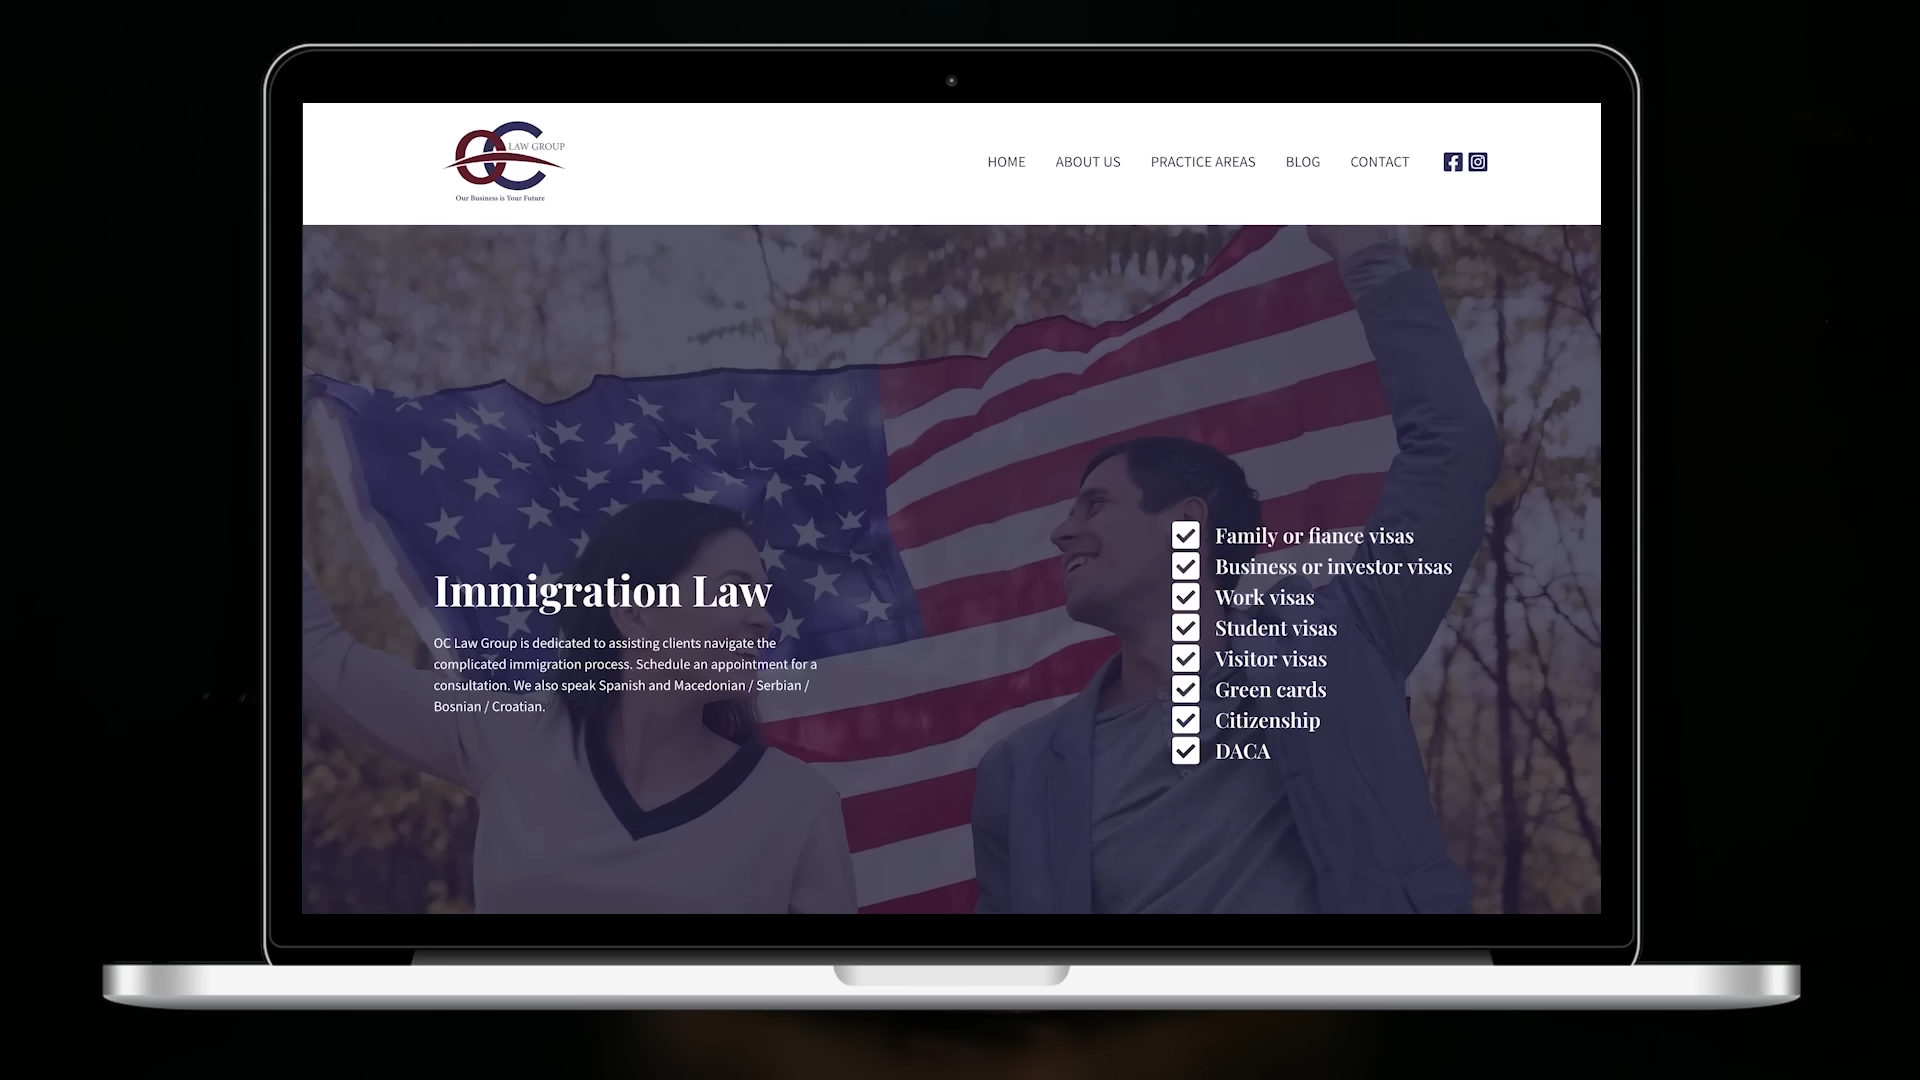 OC
LAW GROUP
Our Business is Your Future
HOME ABOUT US PRACTICE AREAS BLOG CONTACT
Immigration Law
OC Law Group is dedicated to assisting clients navigate the
complicated immigration process. Schedule an appointment for a
consultation. We also speak Spanish and Macedonian / Serbian /
Bosnian / Croatian.
Family or fiance visas
Business or investor visas
Work visas
Student visas
Visitor visas
Green cards
Citizenship
DACA